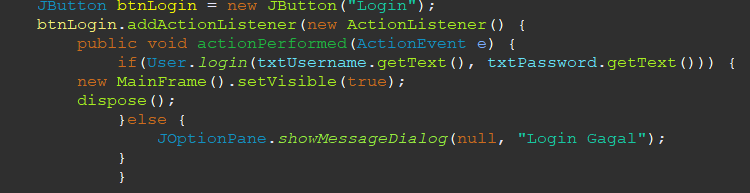 JButton btnLogin = new JButton("Login");
btnLogin.addActionListener(new ActionListener() {
public void actionPerformed(ActionEvent e) {
if(User.login(txtUsername.getText(), txtPassword.getText())) {
new MainFrame().setVisible(true);
dispose();
}else {
JOptionPane.showMessageDialog(null, "Login Gagal");
}
}